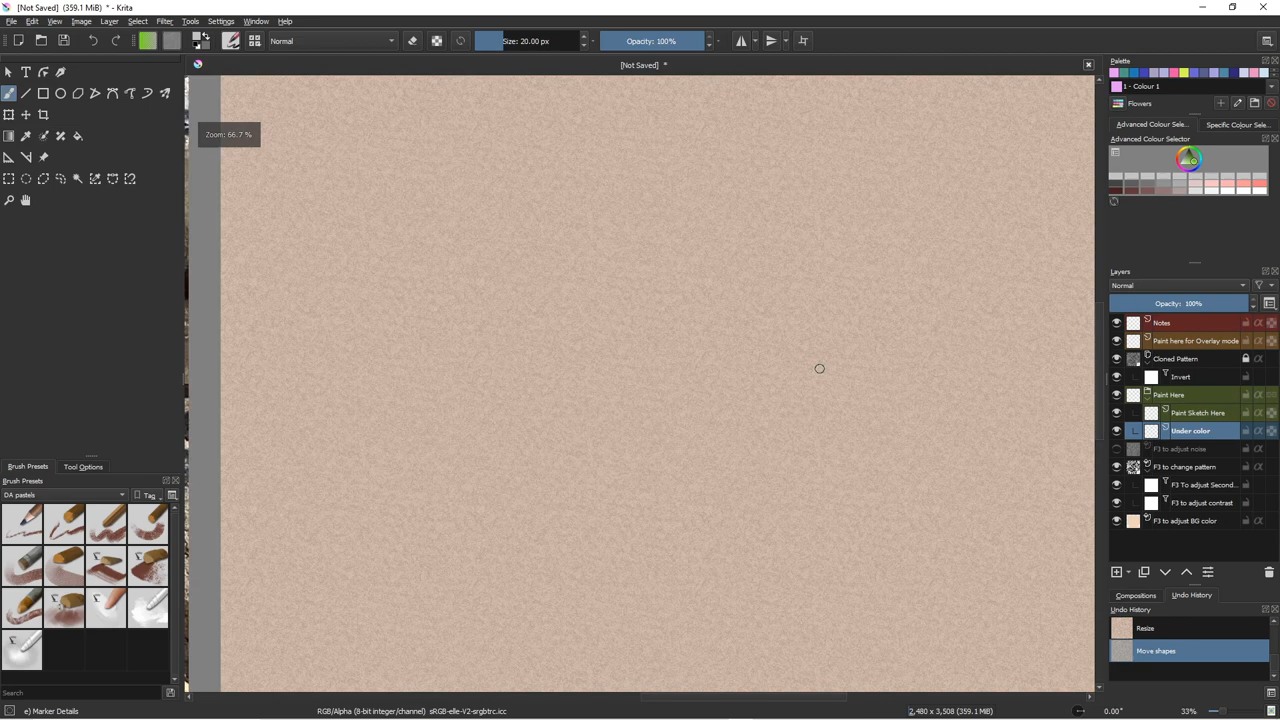 [Not Saved] (359.1 MiB) * - Krita
File Edit View Image Layer Select Filter Tools Settings Window Help
Normal
Size: 20.00 px
Opacity: 100%
[Not Saved] *
Zoom: 66.7 %
Palette
1 - Colour 1
Flowers
Advanced Colour Sele...
Specific Colour Sele...
Advanced Colour Selector
Layers
Normal
Opacity: 100%
Notes
Paint here for Overlay mode
Cloned Pattern
Invert
Paint Here
Paint Sketch Here
Under color
F3 to adjust noise
F3 to change pattern
F3 To adjust Second...
F3 to adjust contrast
F3 to adjust BG color
Compositions
Undo History
Undo History
Resize
Move shapes
Brush Presets
Tool Options
Brush Presets
DA pastels
Tag
Search
e) Marker Details
RGB/Alpha (8-bit integer/channel) sRGB-elle-V2-srgbtrc.icc
2,480 x 3,508 (359.1 MiB)
0.00°
33%